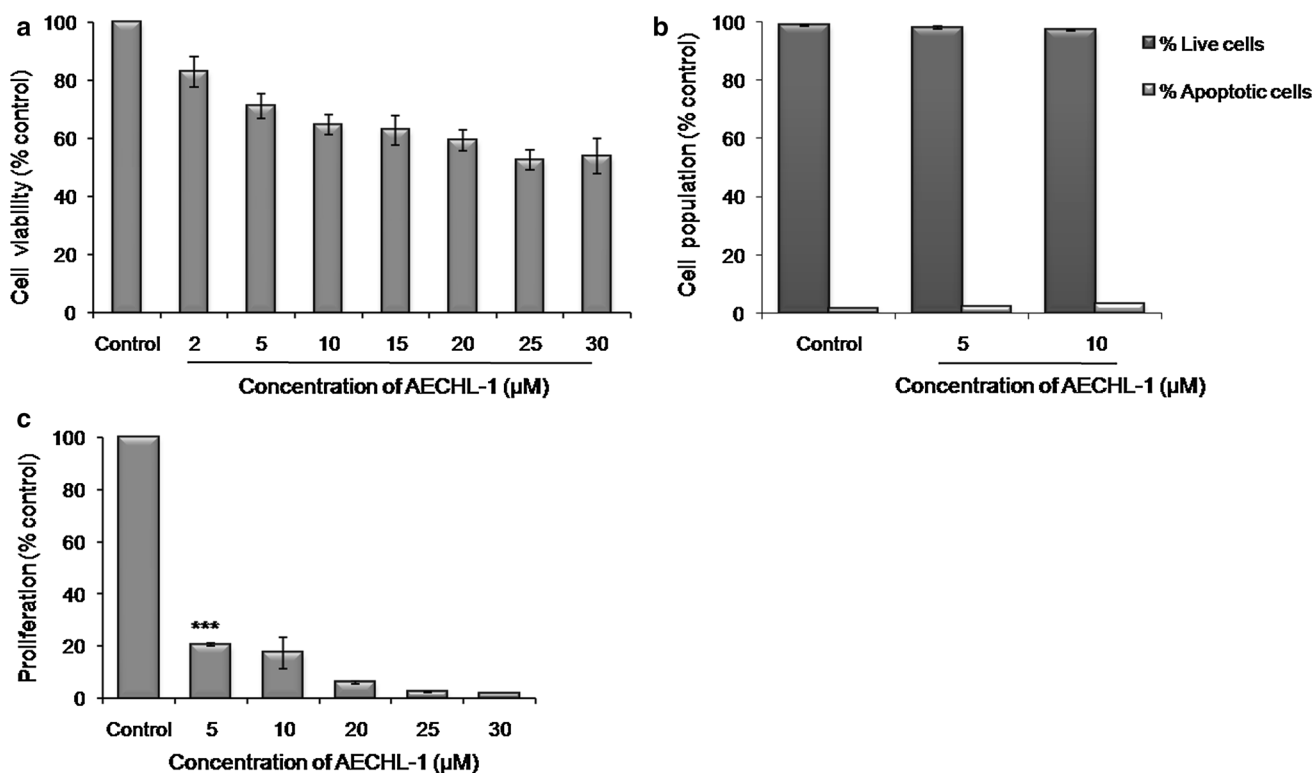 a
Cell viability (% control)
100
80
60
40
20
0
Control 2 5 10 15 20 25 30
Concentration of AECHL-1 (µM)
b
Cell population (% control)
100
80
60
40
20
0
Control 5 10
Concentration of AECHL-1 (µM)
% Live cells
% Apoptotic cells
c
Proliferation (% control)
100
80
60
40
20
0
***
Control 5 10 20 25 30
Concentration of AECHL-1 (µM)